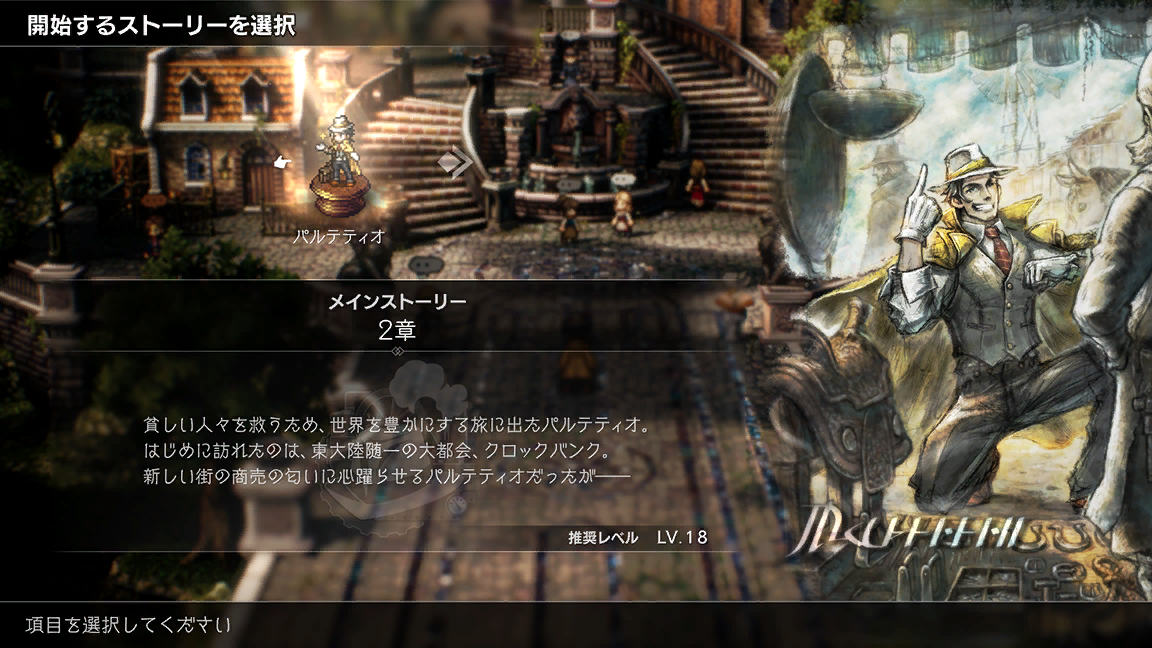 開始するストーリーを選択
パルテティオ
メインストーリー
2章
貧しい人々を救うため、世界を豊かにする旅に出たパルテティオ。
はじめに訪れたのは、東大陸随一の大都会、クロックバンク。
新しい街の商売の匂いに心躍らせるパルテティオだったが――
推奨レベル LV.18
項目を選択してください